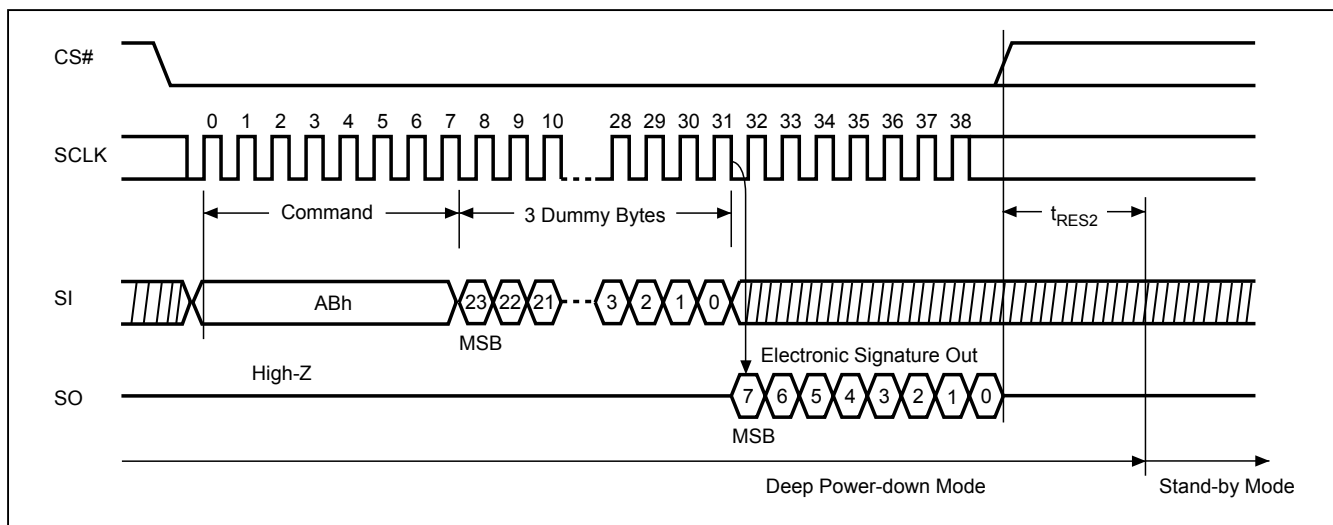 CS#
0 1 2 3 4 5 6 7 8 9 10 28 29 30 31 32 33 34 35 36 37 38
SCLK
Command
3 Dummy Bytes
tRES2
SI
ABh
23 22 21 3 2 1 0
MSB
Electronic Signature Out
High-Z
SO
7 6 5 4 3 2 1 0
MSB
Deep Power-down Mode
Stand-by Mode